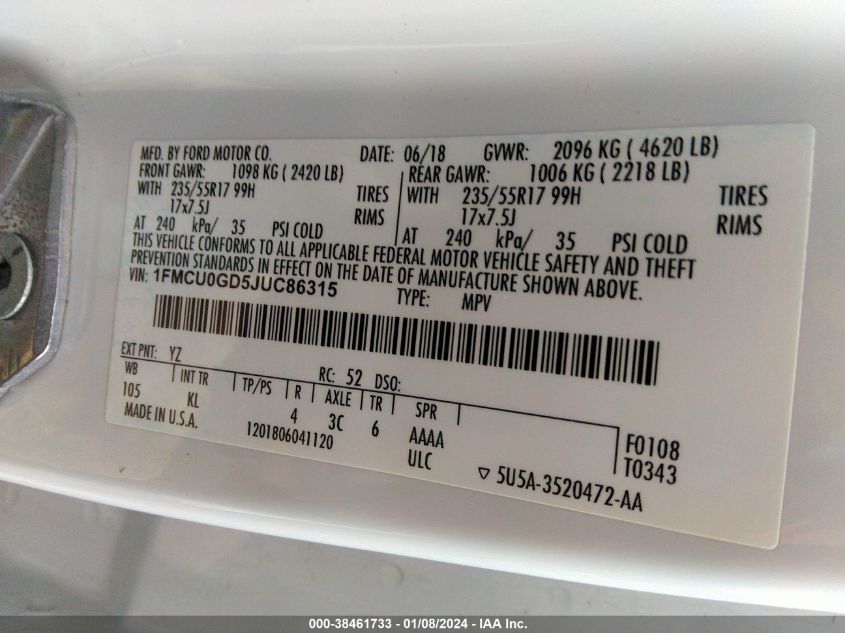 MFD. BY FORD MOTOR CO. DATE: 06/18 GVWR: 2096 KG ( 4620 LB)
FRONT GAWR: 1098 KG ( 2420 LB) REAR GAWR: 1006 KG ( 2218 LB)
WITH 235/55R17 99H TIRES WITH 235/55R17 99H TIRES
17x7.5J RIMS 17x7.5J RIMS
AT 240 kPa/ 35 PSI COLD AT 240 kPa/ 35 PSI COLD
THIS VEHICLE CONFORMS TO ALL APPLICABLE FEDERAL MOTOR VEHICLE SAFETY AND THEFT
PREVENTION STANDARDS IN EFFECT ON THE DATE OF MANUFACTURE SHOWN ABOVE.
VIN: 1FMCU0GD5JUC86315 TYPE: MPV
EXT PNT: YZ RC: 52 DSO:
WB INT TR TP/PS R AXLE TR SPR
105 KL 4 3C 6 AAAA F0108
MADE IN U.S.A. 1201806041120 ULC T0343
5U5A-3520472-AA
000-38461733 - 01/08/2024 - IAA Inc.